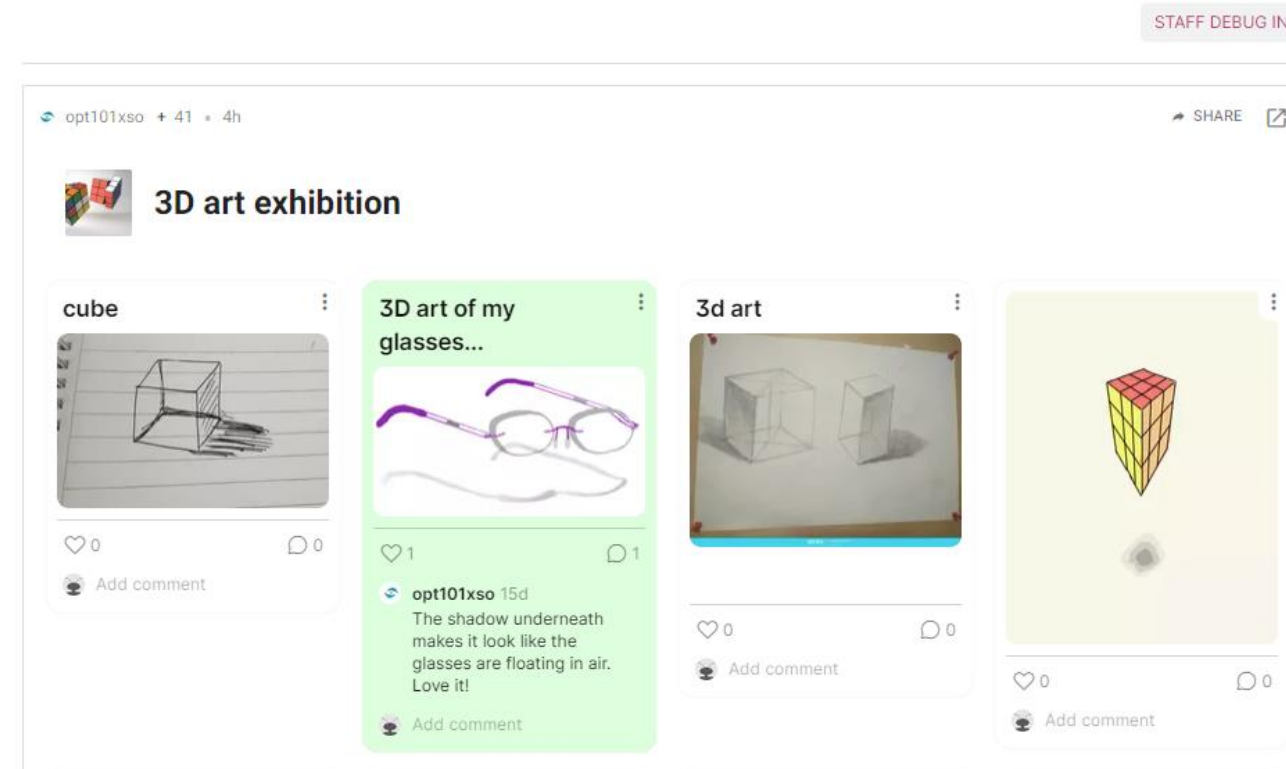 STAFF DEBUG IN
opt101xso + 41 • 4h
SHARE
3D art exhibition
cube
0
0
Add comment
3D art of my
glasses...
1
1
opt101xso 15d
The shadow underneath
makes it look like the
glasses are floating in air.
Love it!
Add comment
3d art
0
0
Add comment
0
0
Add comment